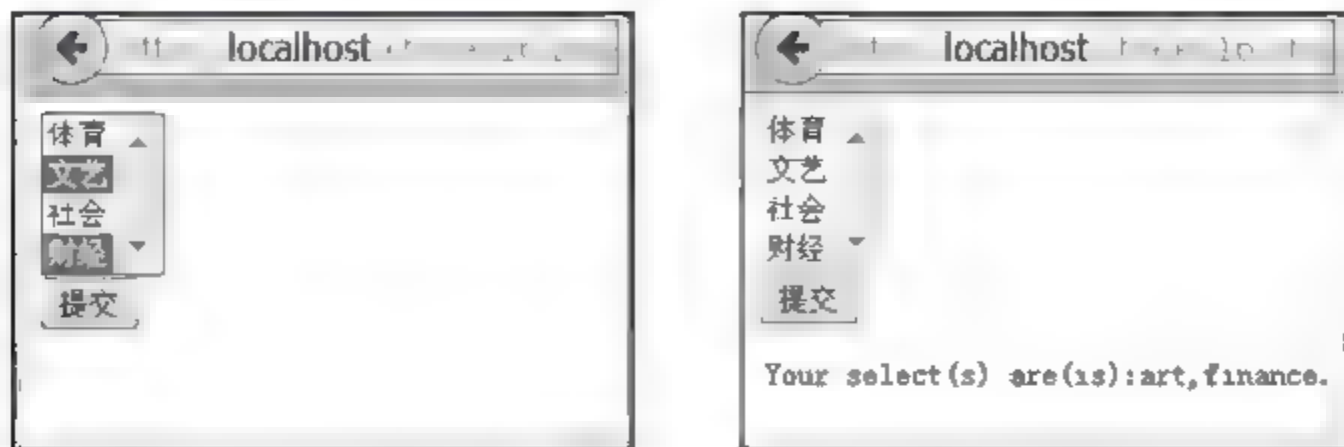 localhost
体育
文艺
社会
财经
提交
localhost
体育
文艺
社会
财经
提交
Your select(s) are(is):art,finance.